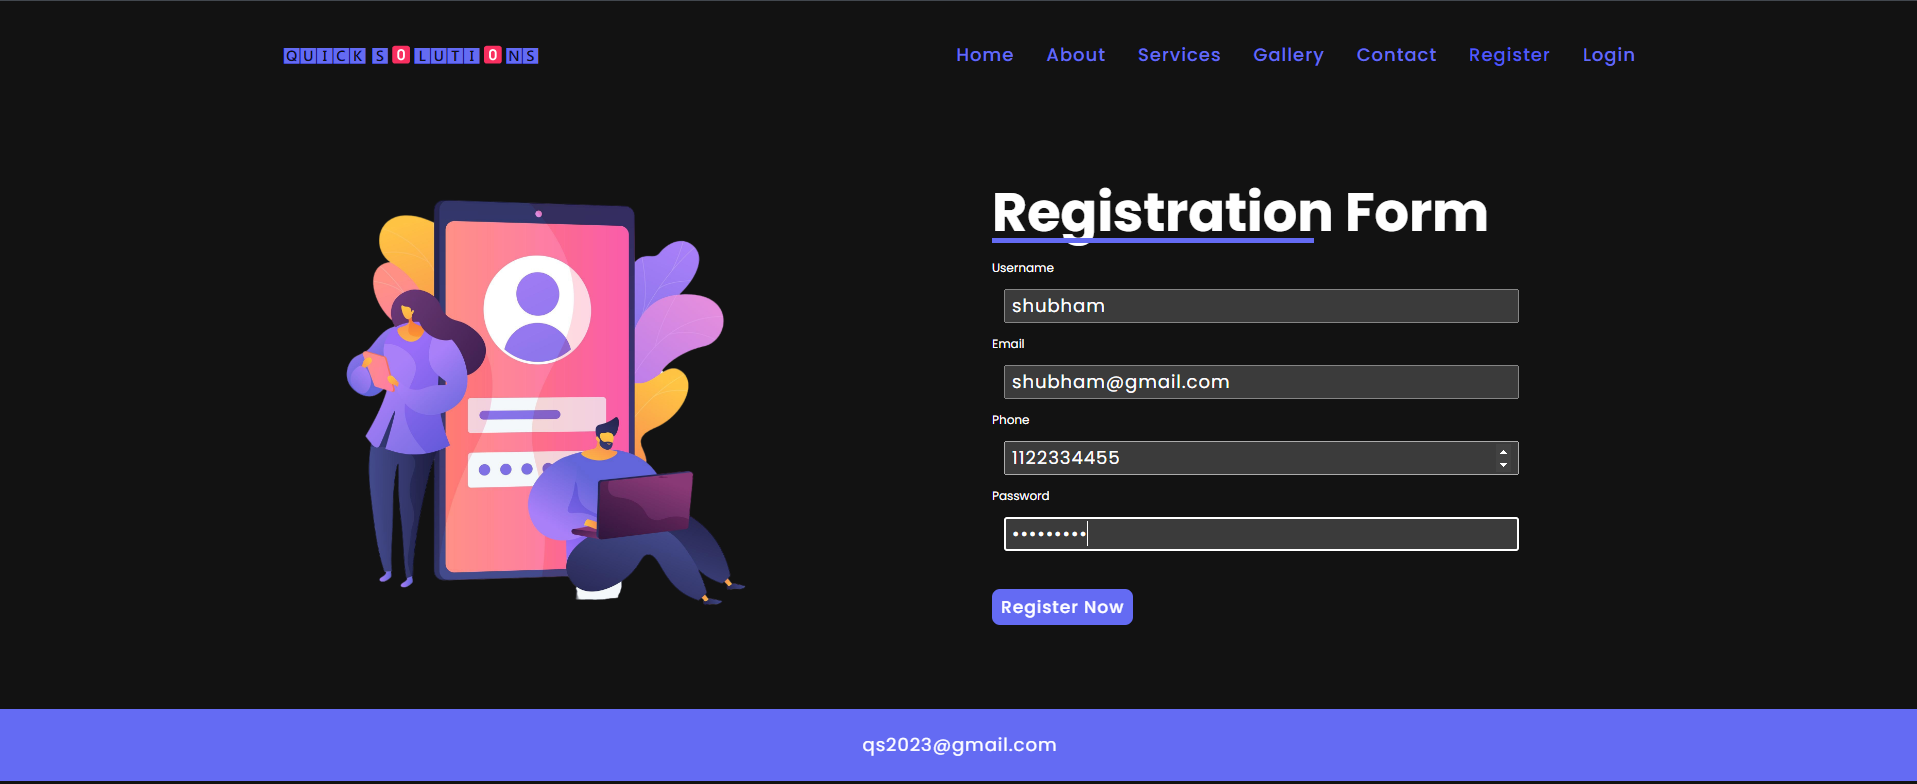 QUICK S0LUTI0NS
Home About Services Gallery Contact Register Login
Registration Form
Username
shubham
Email
shubham@gmail.com
Phone
1122334455
Password
•••••••••
Register Now
qs2023@gmail.com